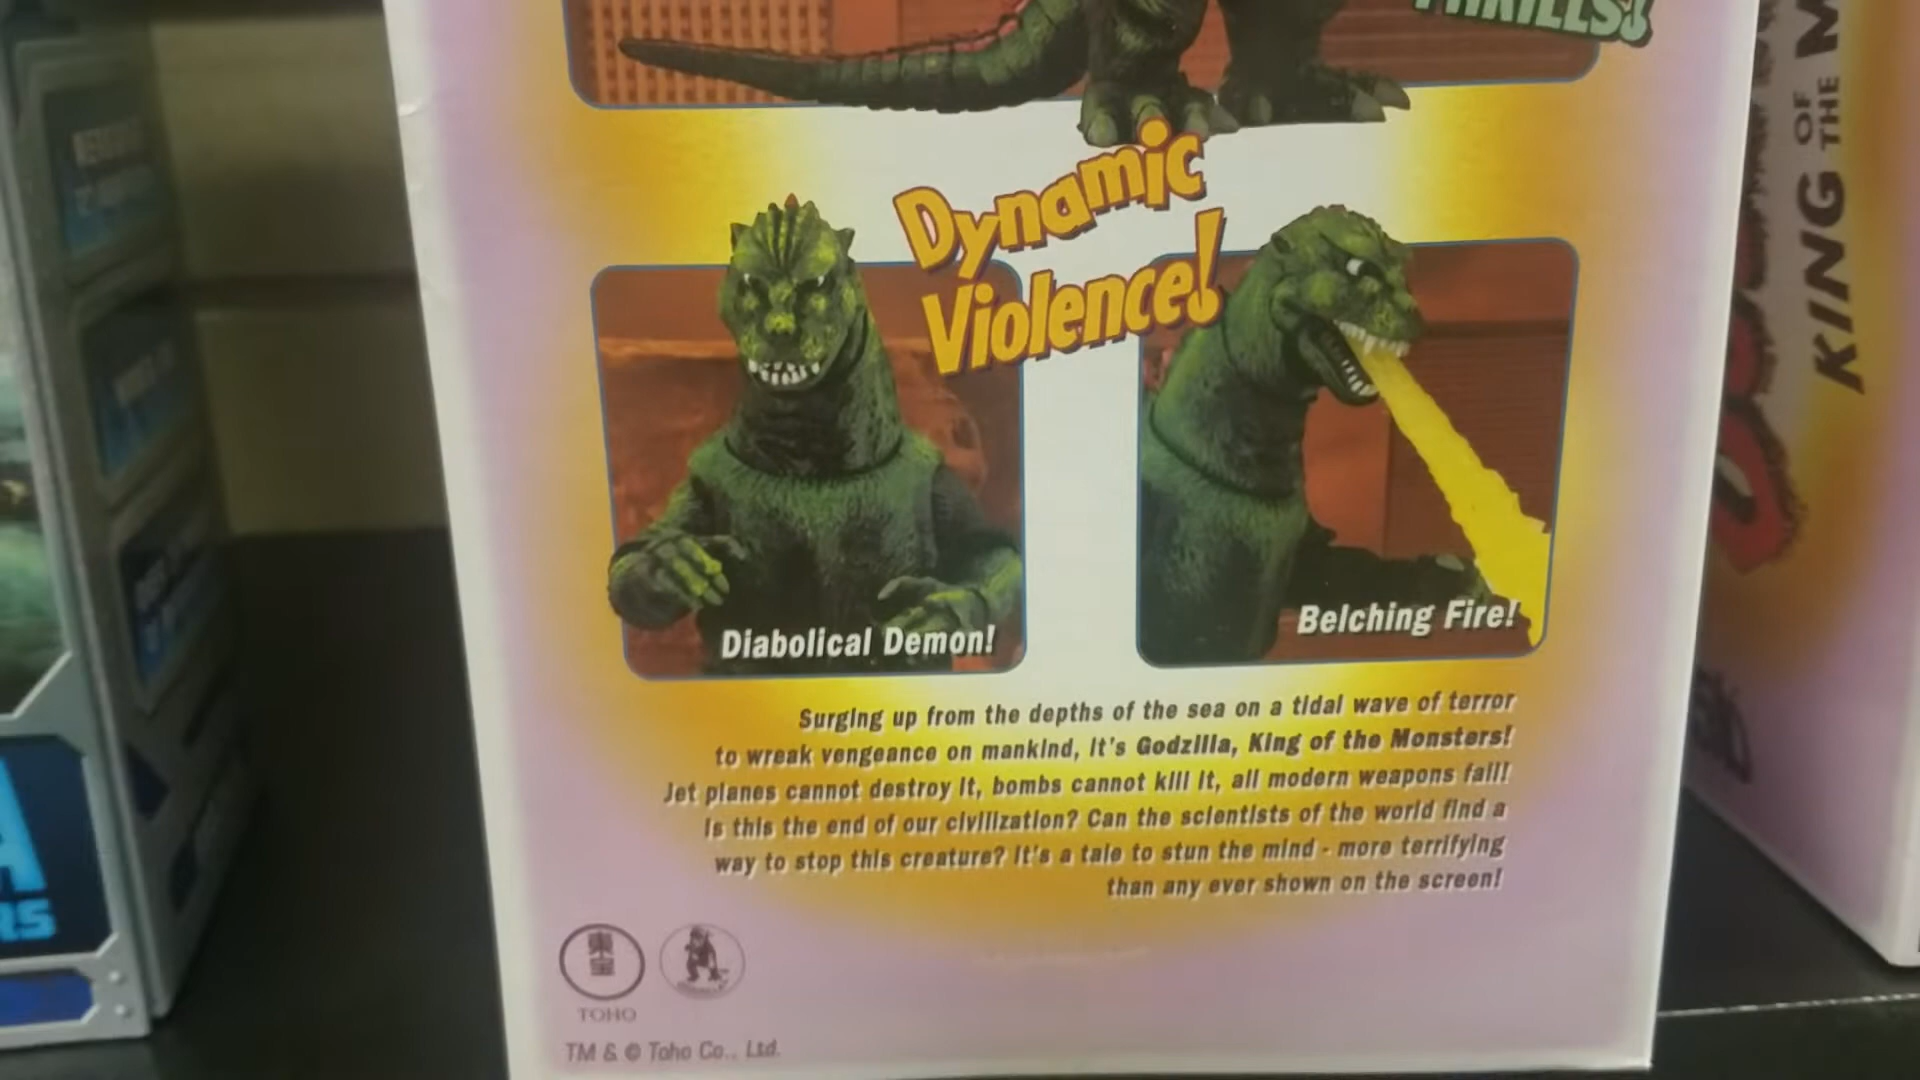 THRILLS!
Dynamic
Violence!
Diabolical Demon!
Belching Fire!
Surging up from the depths of the sea on a tidal wave of terror
to wreak vengeance on mankind, it's Godzilla, King of the Monsters!
Jet planes cannot destroy it, bombs cannot kill it, all modern weapons fail!
Is this the end of our civilization? Can the scientists of the world find a
way to stop this creature? It's a tale to stun the mind - more terrifying
than any ever shown on the screen!
東宝
TOHO
TM & © Toho Co., Ltd.
KING OF THE M
A
RS